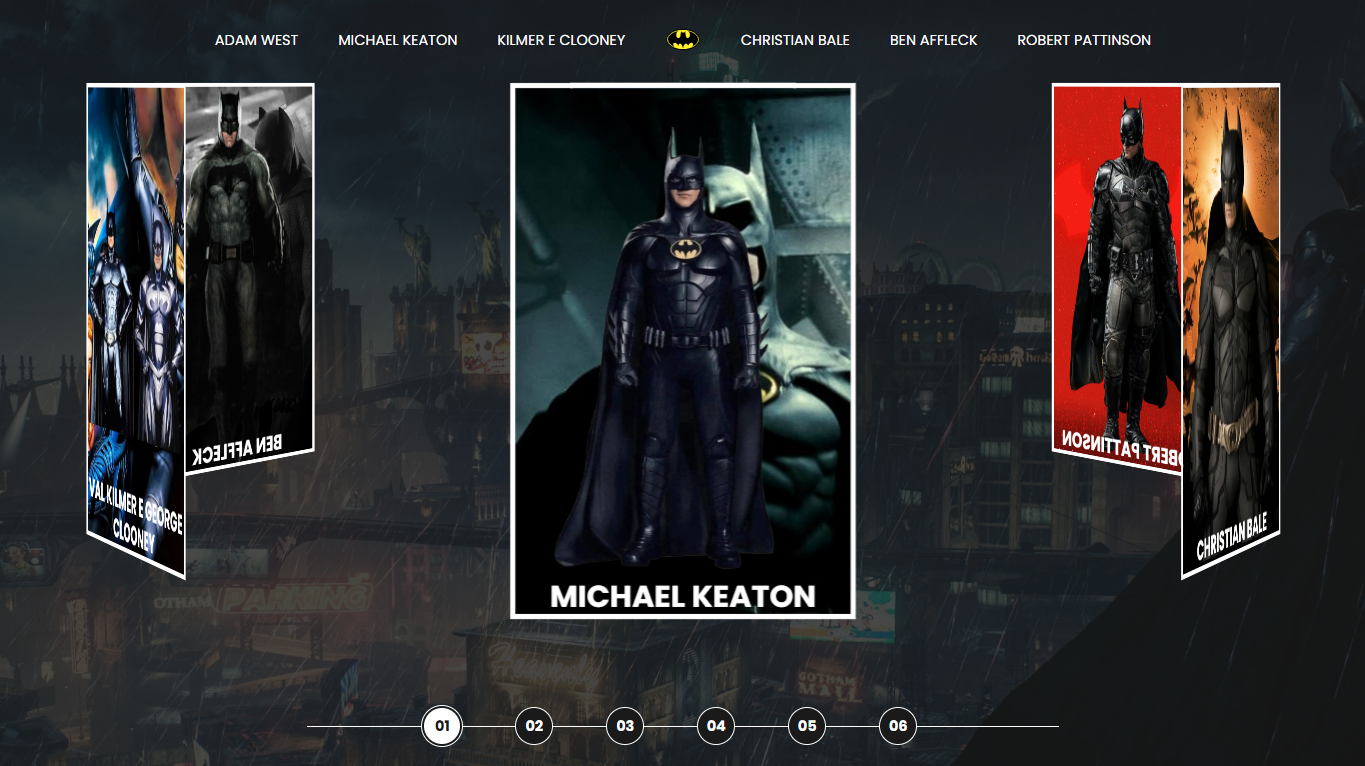 ADAM WEST
MICHAEL KEATON
KILMER E CLOONEY
CHRISTIAN BALE
BEN AFFLECK
ROBERT PATTINSON
VAL KILMER E GEORGE
CLOONEY
BEN AFFLECK
MICHAEL KEATON
OBERT PATTINSON
CHRISTIAN BALE
OTHAM
PARKING
GOTHAM
MALL
01
02
03
04
05
06